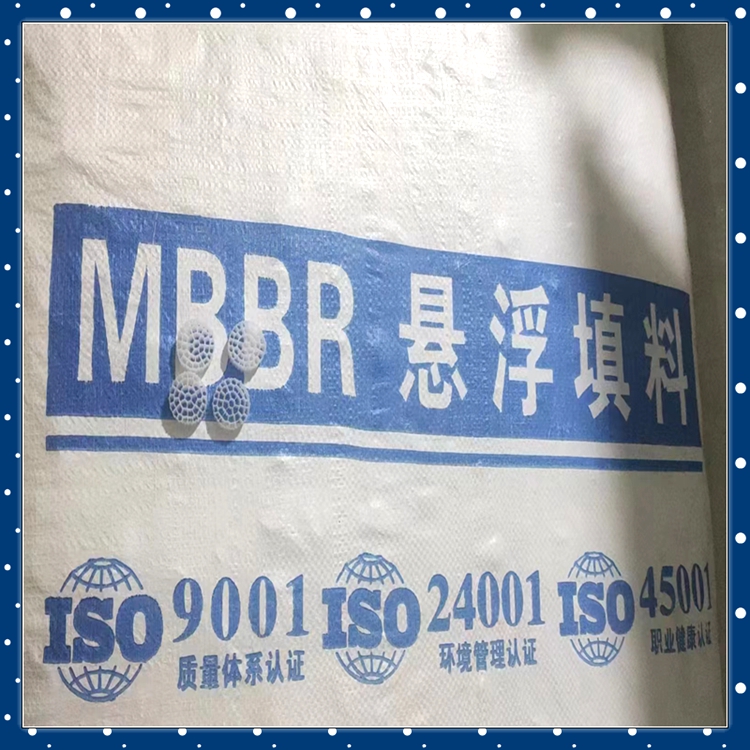 MBBR 悬浮填料
ISO 9001
质量体系认证
ISO 24001
环境管理认证
ISO 45001
职业健康认证